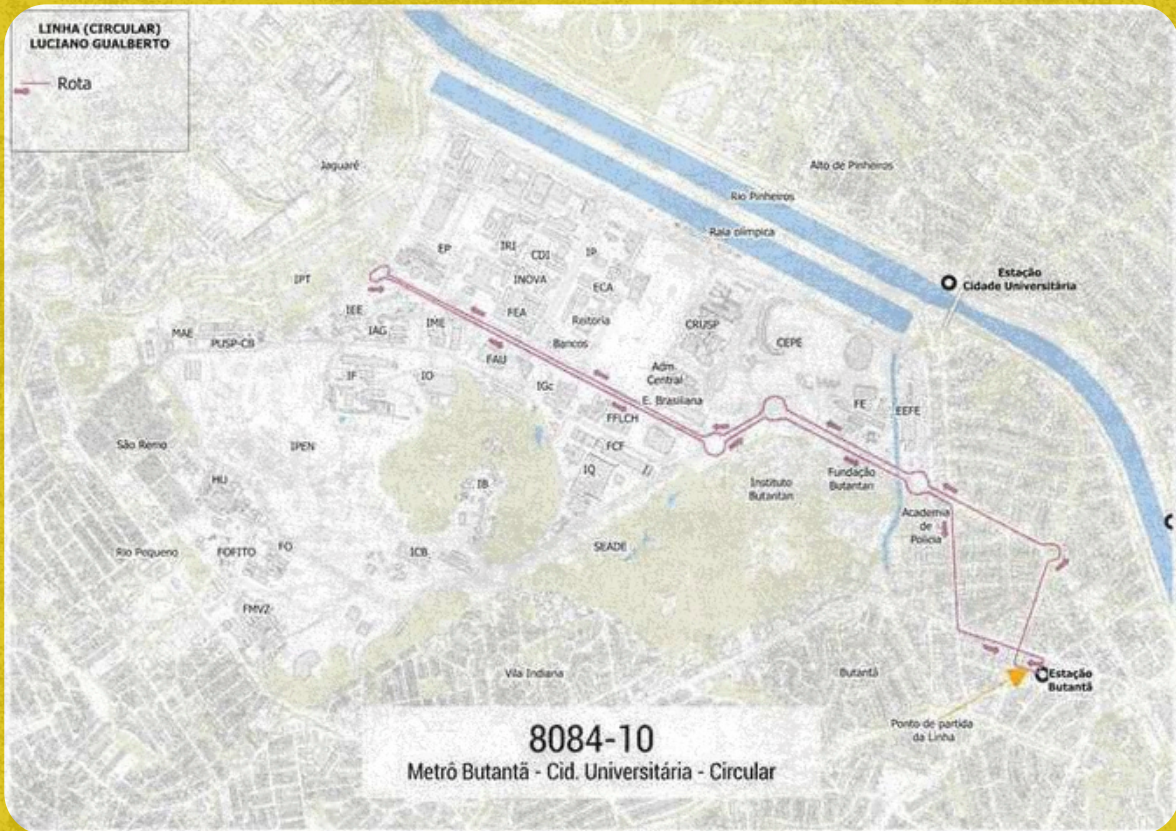 LINHA (CIRCULAR)
LUCIANO GUALBERTO
Rota
Jaguaré
Alto de Pinheiros
Rio Pinheiros
Raia olímpica
Estação
Cidade Universitária
EP
IRI
CDI
IP
INOVA
ECA
IPT
IEE
IAG
IME
FEA
Reitoria
Bancos
CRUSP
CEPE
MAE
PUSP-CB
FAU
IF
IO
IGc
Adm.
Central
E. Brasiliana
FE
EEFE
FFLCH
FCF
IQ
São Remo
IPEN
HU
IB
Instituto
Butantan
Fundação
Butantan
Academia
de
Polícia
Rio Pequeno
FOFITO
FO
ICB
SEADE
FMVZ
Vila Indiana
Butantã
Estação
Butantã
Ponto de partida
da Linha
8084-10
Metrô Butantã - Cid. Universitária - Circular